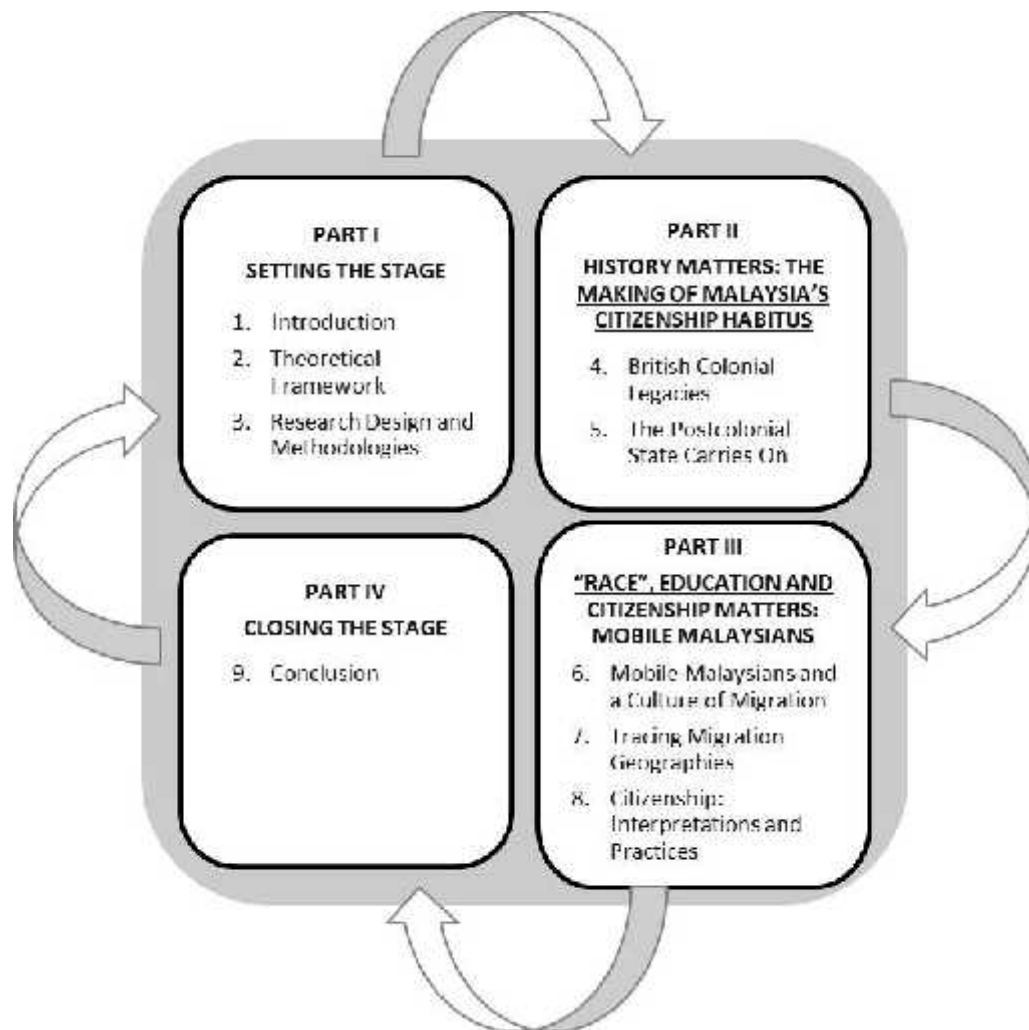 PART I
SETTING THE STAGE
1. Introduction
2. Theoretical
Framework
3. Research Design and
Methodologies
PART II
HISTORY MATTERS: THE
MAKING OF MALAYSIA'S
CITIZENSHIP HABITUS
4. British Colonial
Legacies
5. The Postcolonial
State Carries On
PART III
"RACE", EDUCATION AND
CITIZENSHIP MATTERS:
MOBILE MALAYSIANS
6. Mobile Malaysians and
a Culture of Migration
7. Tracing Migration
Geographies
8. Citizenship:
Interpretations and
Practices
PART IV
CLOSING THE STAGE
9. Conclusion